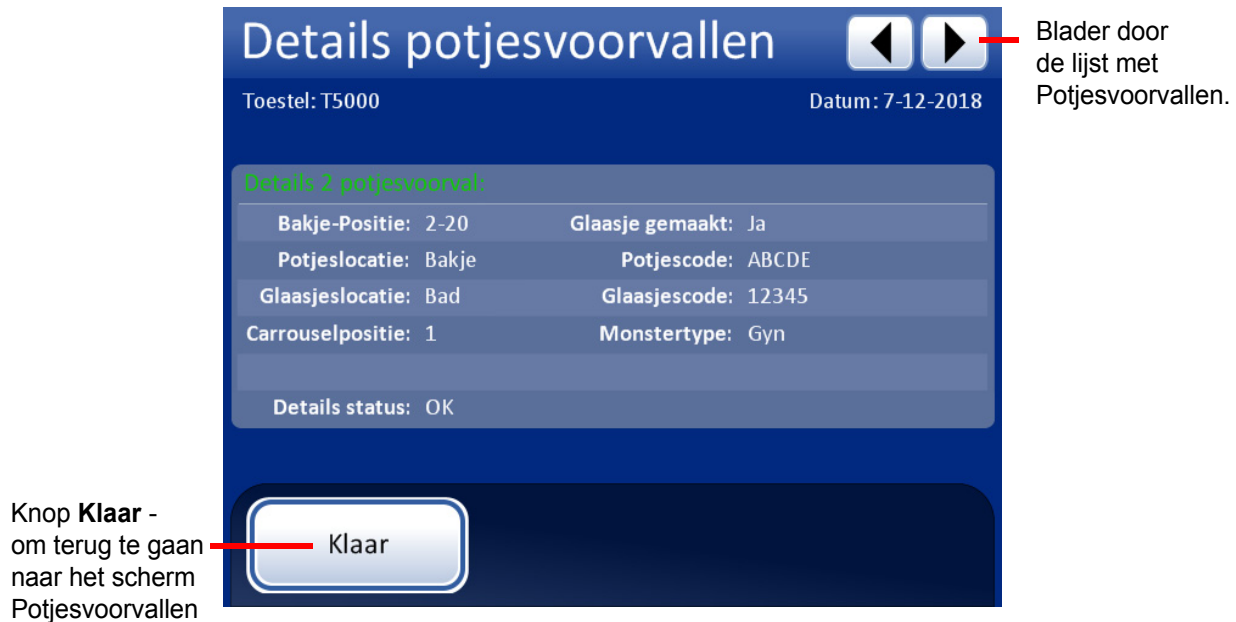 Details potjesvoorvallen
Blader door
de lijst met
Potjesvoorvallen.
Toestel: T5000 Datum: 7-12-2018
Details 2 potjesvoorval:
Bakje-Positie: 2-20 Glaasje gemaakt: Ja
Potjeslocatie: Bakje Potjescode: ABCDE
Glaasjeslocatie: Bad Glaasjescode: 12345
Carrouselpositie: 1 Monstertype: Gyn
Details status: OK
Knop Klaar -
om terug te gaan
naar het scherm
Potjesvoorvallen
Klaar